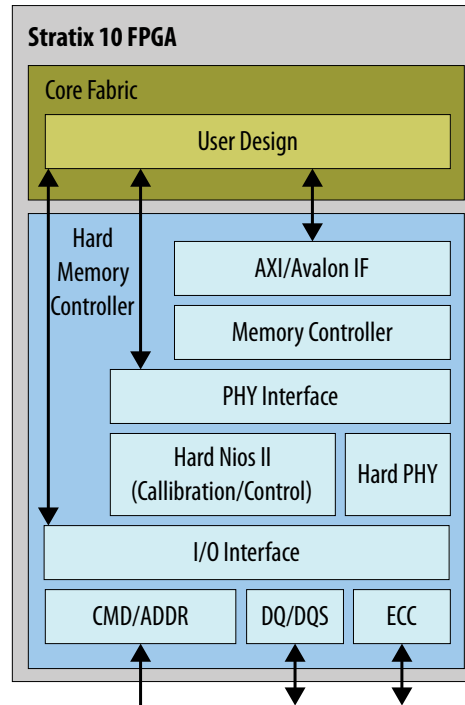 Stratix 10 FPGA
Core Fabric
User Design
Hard
Memory
Controller
AXI/Avalon IF
Memory Controller
PHY Interface
Hard Nios II
(Callibration/Control)
Hard PHY
I/O Interface
CMD/ADDR
DQ/DQS
ECC